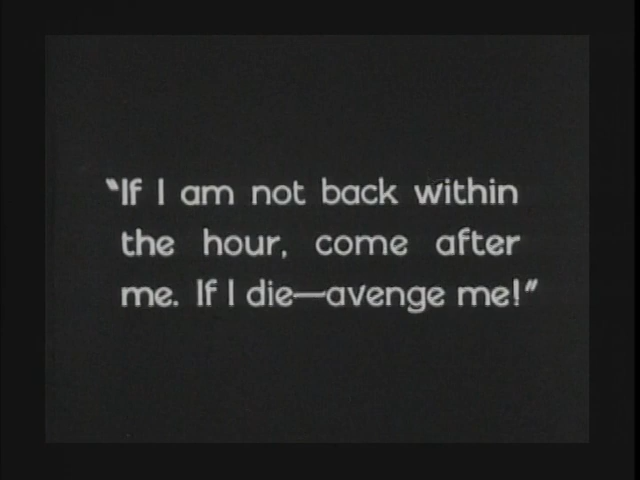 "If I am not back within
the hour, come after
me. If I die—avenge me!"